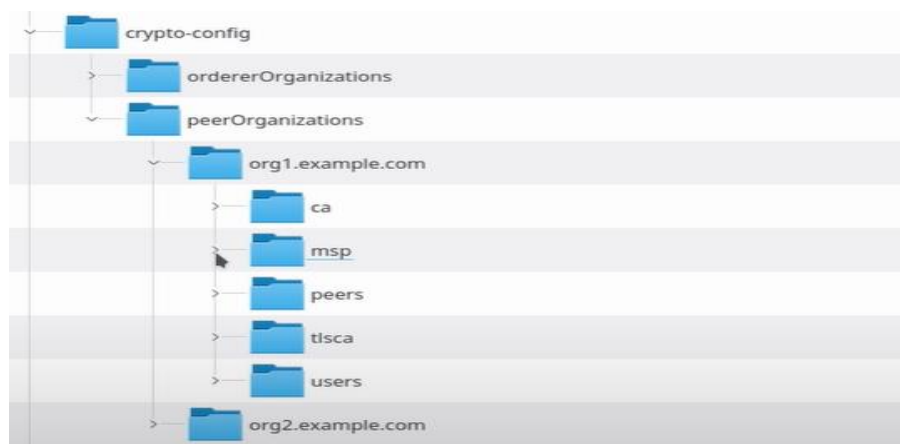 crypto-config
ordererOrganizations
peerOrganizations
org1.example.com
ca
msp
peers
tlsca
users
org2.example.com